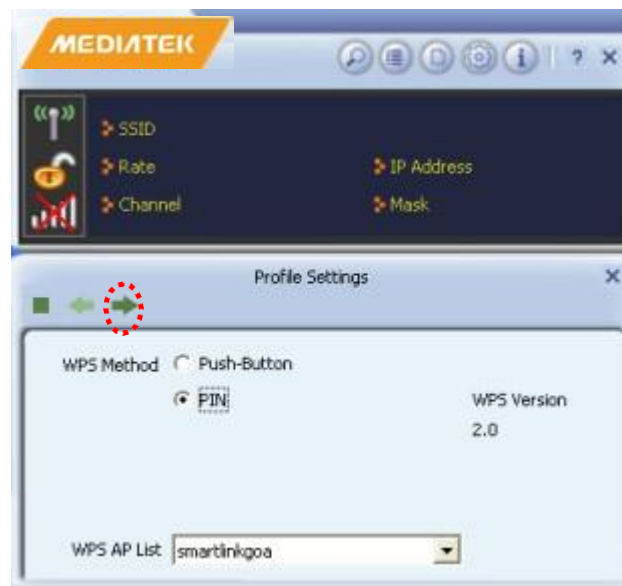 MEDIATEK
? ×
SSID
Rate IP Address
Channel Mask
Profile Settings ×
WPS Method Push-Button
PIN WPS Version
2.0
WPS AP List smartlinkgoa